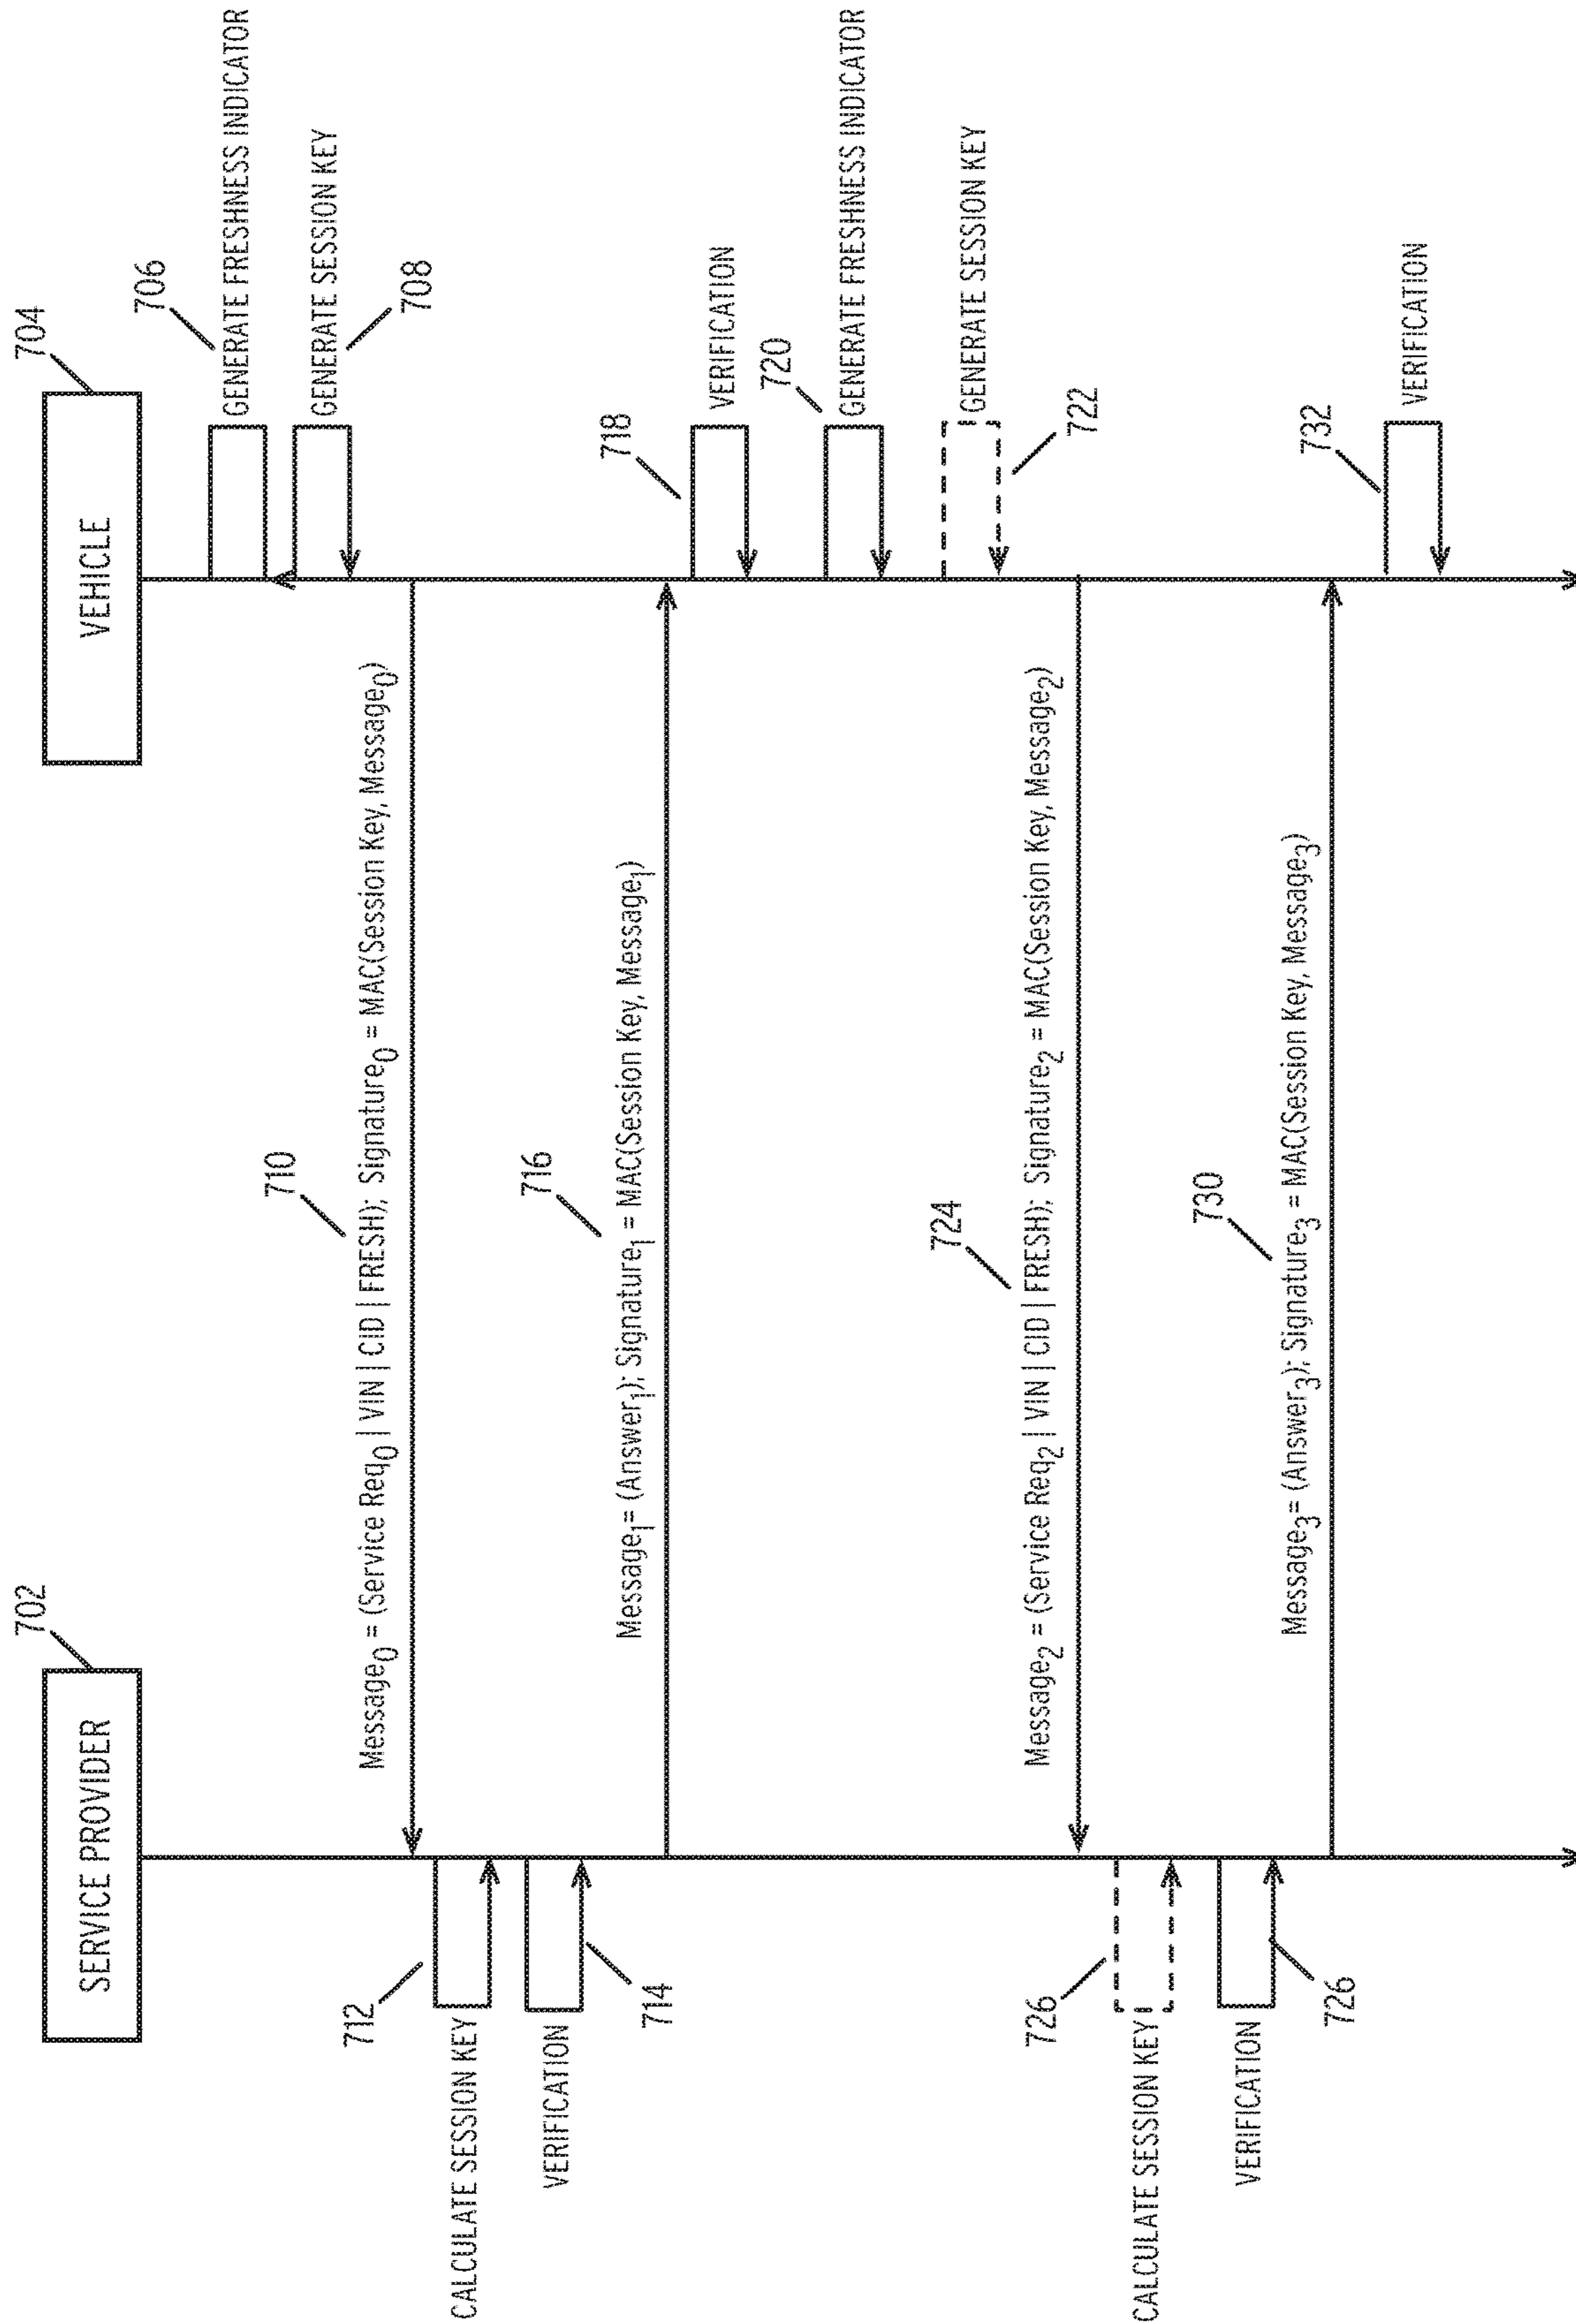 SERVICE PROVIDER
702
VEHICLE
704
706
GENERATE FRESHNESS INDICATOR
GENERATE SESSION KEY
708
710
Message₀ = (Service Req₀ | VIN | CID | FRESH); Signature₀ = MAC(Session Key, Message₀)
712
CALCULATE SESSION KEY
VERIFICATION
714
716
Message₁= (Answer₁); Signature₁ = MAC(Session Key, Message₁)
718
VERIFICATION
720
GENERATE FRESHNESS INDICATOR
GENERATE SESSION KEY
722
724
Message₂ = (Service Req₂ | VIN | CID | FRESH); Signature₂ = MAC(Session Key, Message₂)
726
CALCULATE SESSION KEY
VERIFICATION
726
730
Message₃= (Answer₃); Signature₃ = MAC(Session Key, Message₃)
732
VERIFICATION